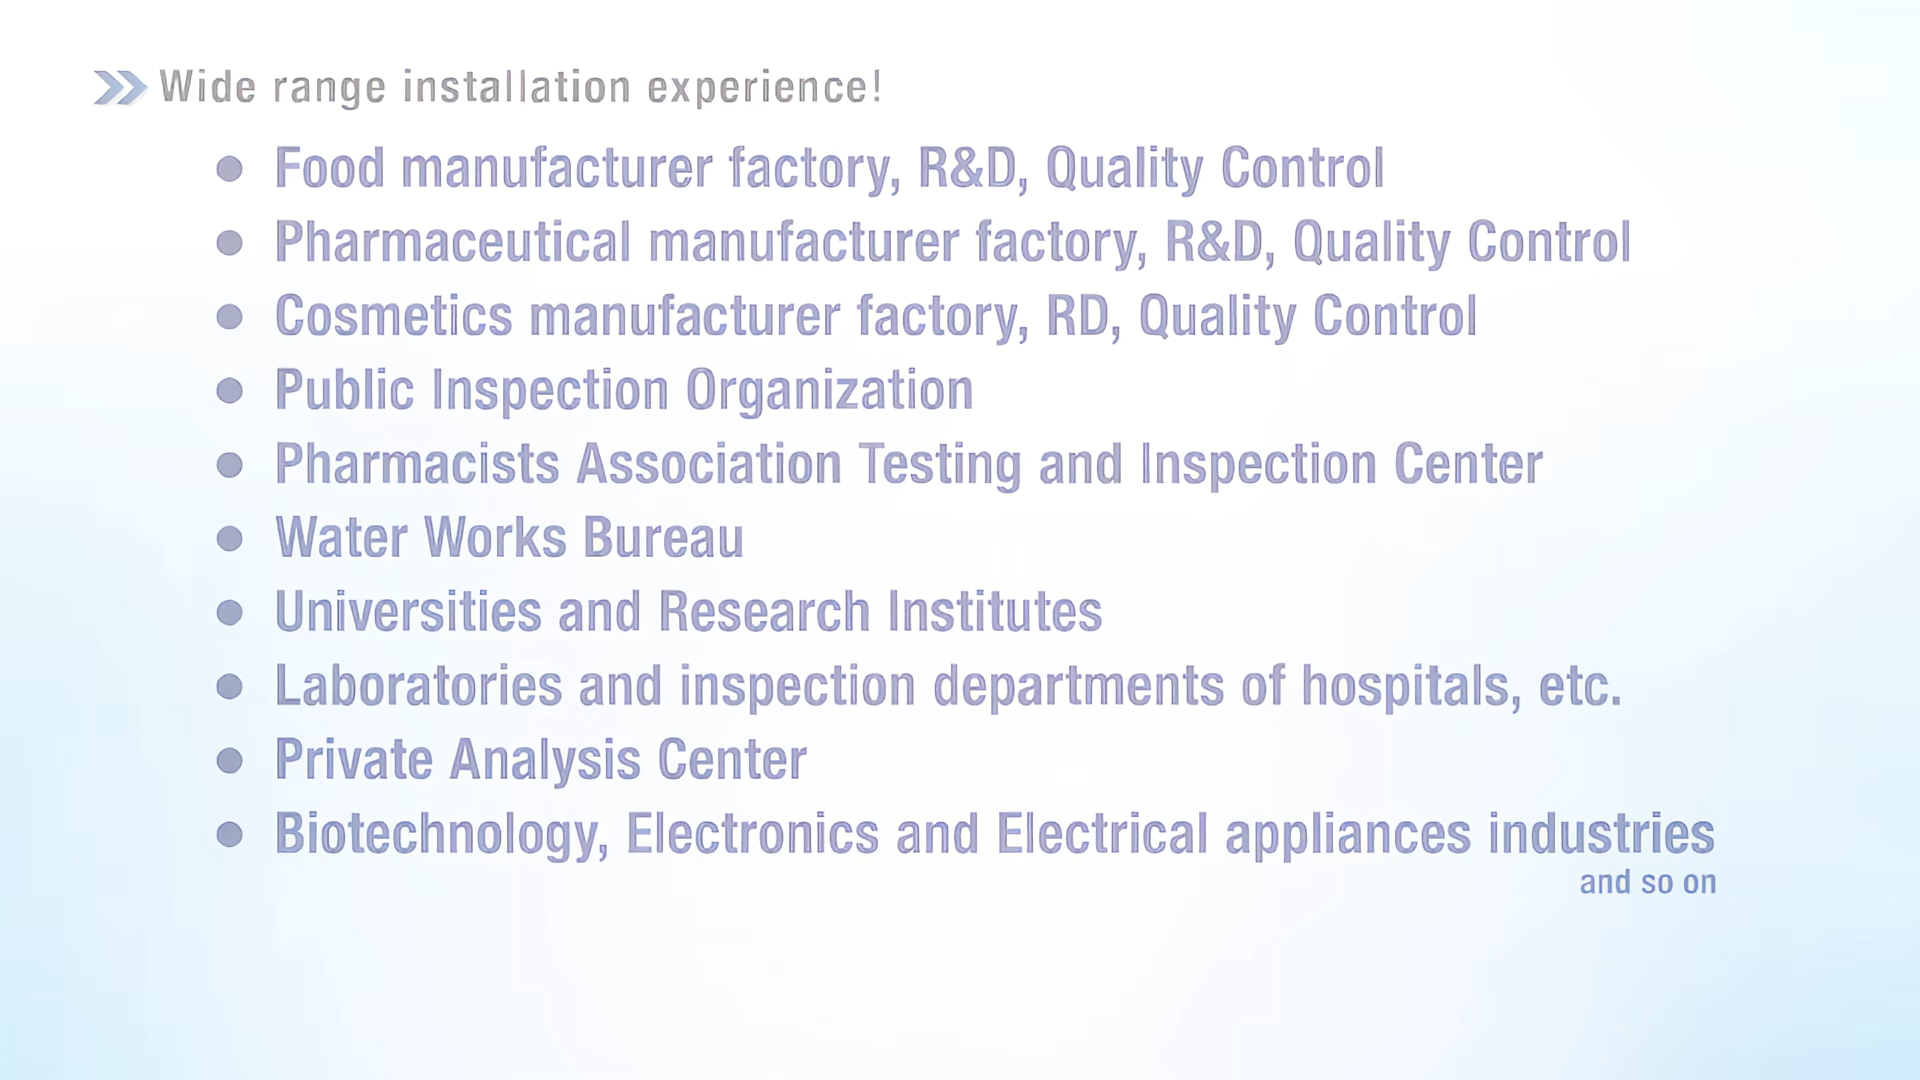 Wide range installation experience!
● Food manufacturer factory, R&D, Quality Control
● Pharmaceutical manufacturer factory, R&D, Quality Control
● Cosmetics manufacturer factory, RD, Quality Control
● Public Inspection Organization
● Pharmacists Association Testing and Inspection Center
● Water Works Bureau
● Universities and Research Institutes
● Laboratories and inspection departments of hospitals, etc.
● Private Analysis Center
● Biotechnology, Electronics and Electrical appliances industries
and so on